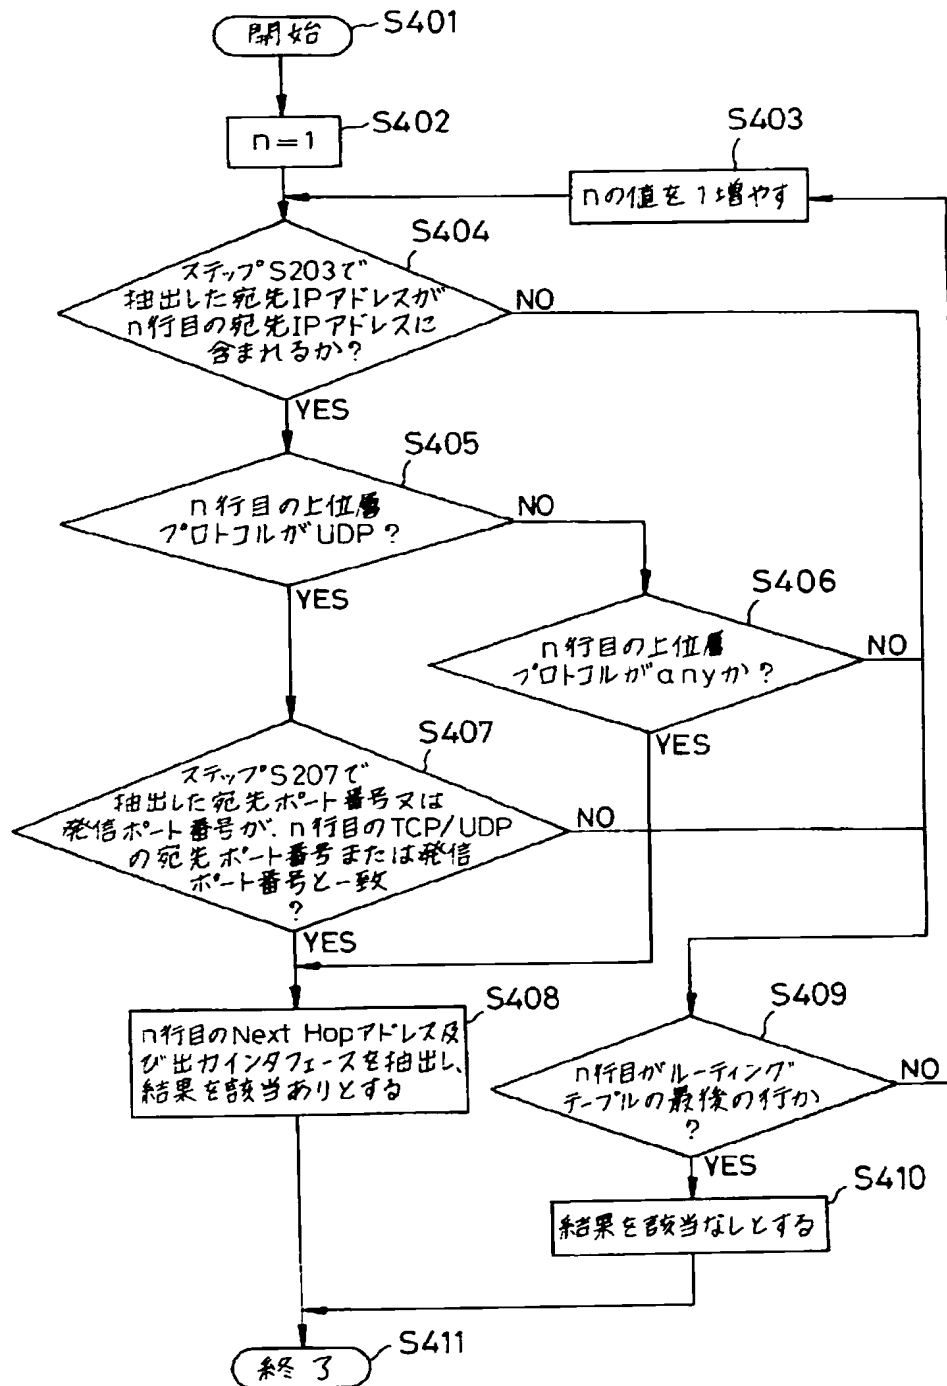 開始
S401
n=1
S402
S403
nの値を1増やす
S404
ステップS203で
抽出した宛先IPアドレスが
n行目の宛先IPアドレスに
含まれるか?
NO
YES
S405
n行目の上位層
プロトコルがUDP?
NO
YES
S406
n行目の上位層
プロトコルがanyか?
NO
YES
S407
ステップS207で
抽出した宛先ポート番号又は
発信ポート番号が、n行目のTCP/UDP
の宛先ポート番号または発信
ポート番号と一致
?
NO
YES
S408
n行目のNext Hopアドレス及
び出力インタフェースを抽出し、
結果を該当ありとする
S409
n行目がルーティング
テーブルの最後の行か
?
NO
YES
S410
結果を該当なしとする
S411
終了